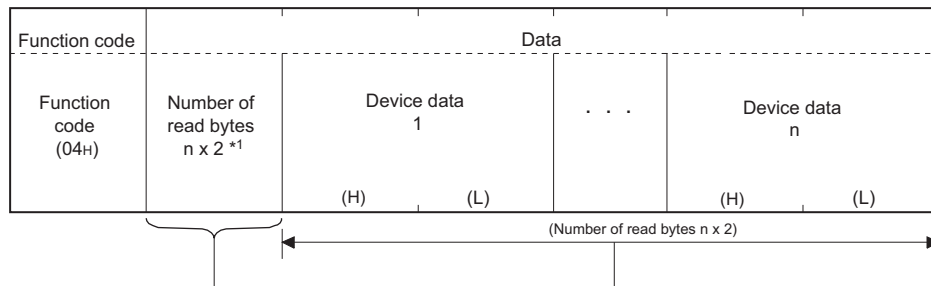 Function code
Data
Function
code
(04H)
Number of
read bytes
n x 2 *1
Device data
1
. . .
Device data
n
(H)
(L)
(H)
(L)
(Number of read bytes n x 2)